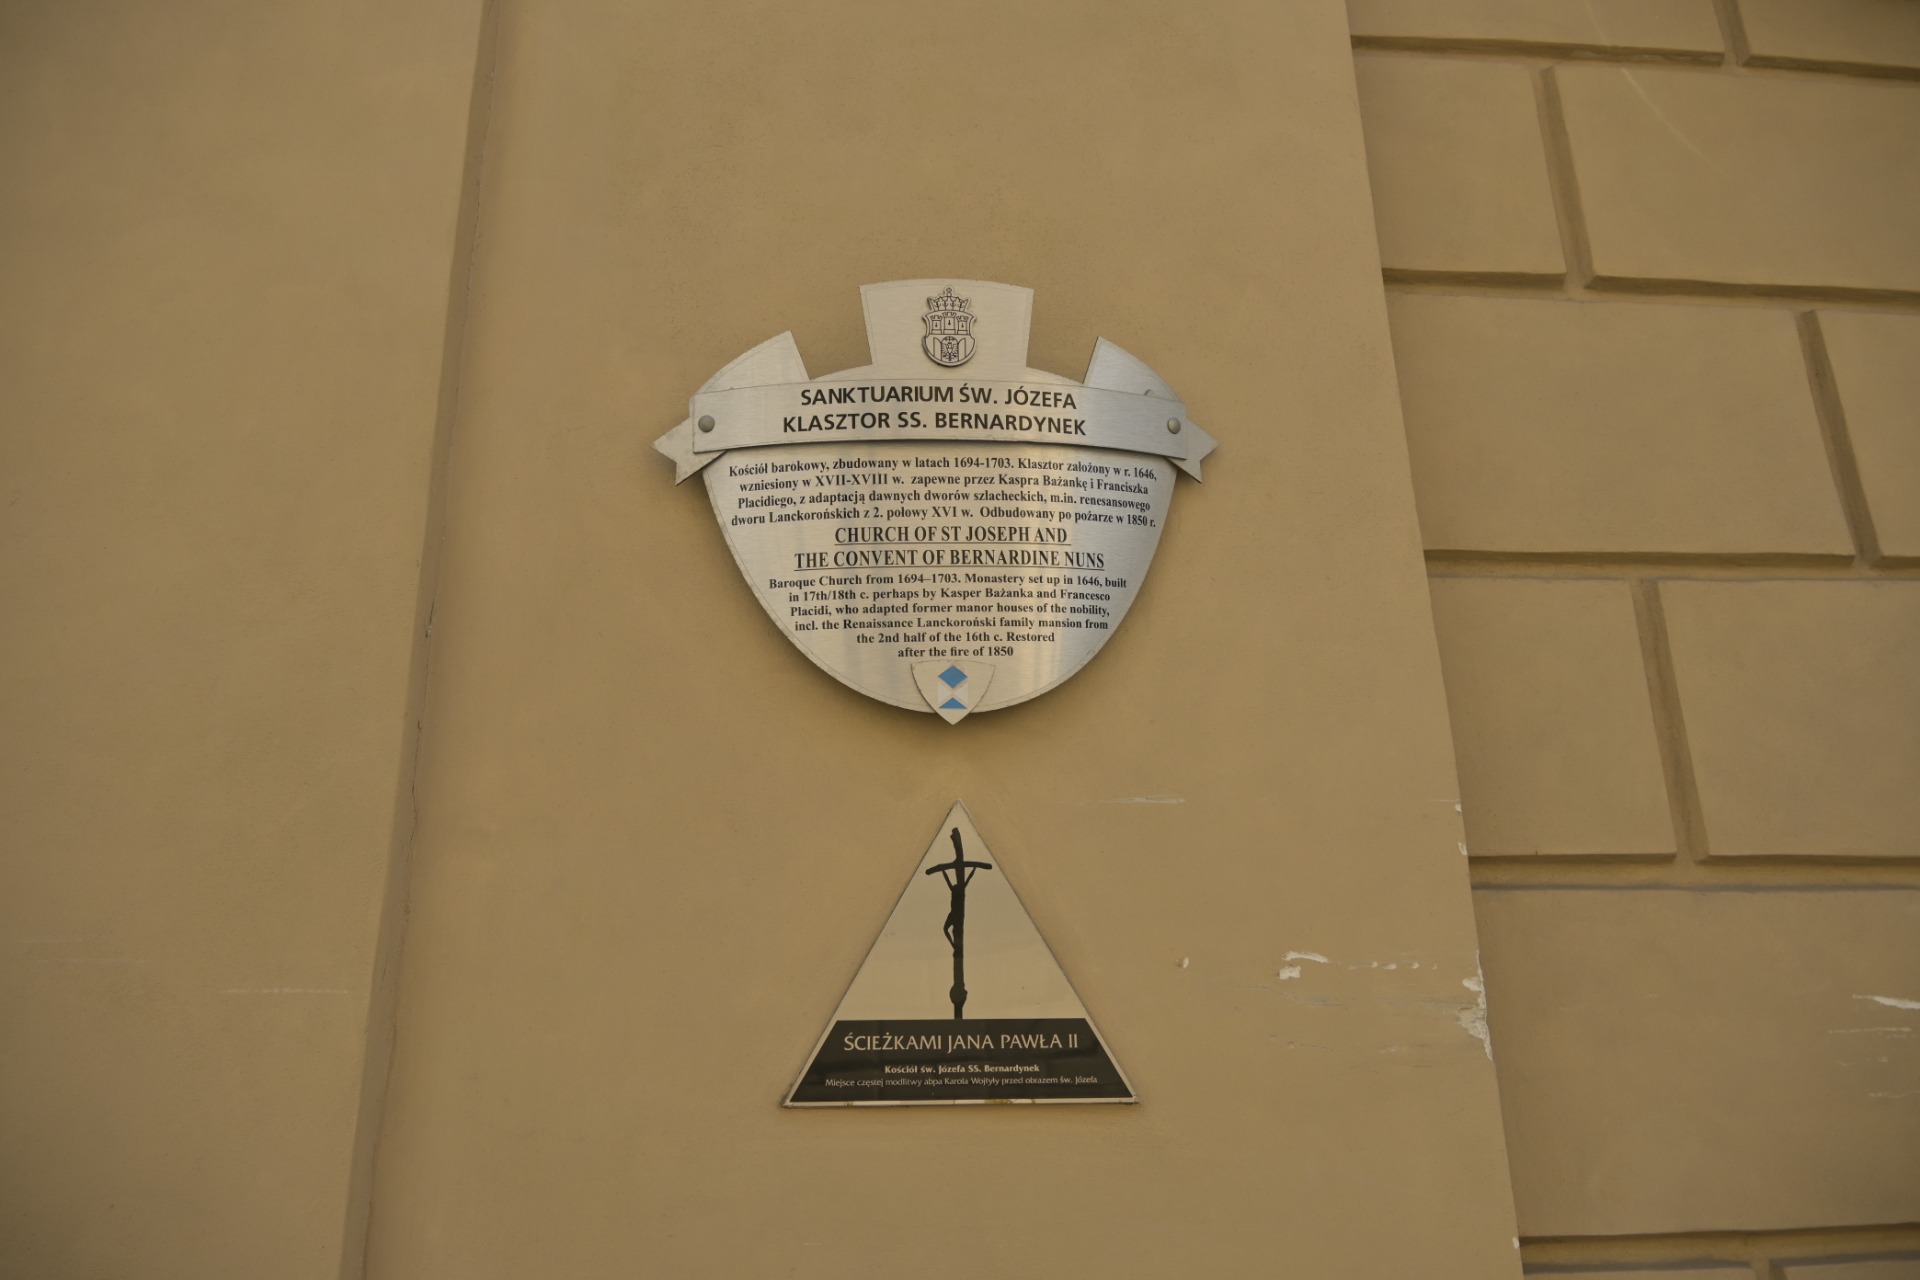 SANKTUARIUM ŚW. JÓZEFA
KLASZTOR SS. BERNARDYNEK
Kościół barokowy, zbudowany w latach 1694-1703. Klasztor założony w r. 1646,
wzniesiony w XVII-XVIII w. zapewne przez Kaspra Bażankę i Franciszka
Placidiego, z adaptacją dawnych dworów szlacheckich, m.in. renesansowego
dworu Lanckorońskich z 2. połowy XVI w. Odbudowany po pożarze w 1850 r.
CHURCH OF ST JOSEPH AND
THE CONVENT OF BERNARDINE NUNS
Baroque Church from 1694–1703. Monastery set up in 1646, built
in 17th/18th c. perhaps by Kasper Bażanka and Francesco
Placidi, who adapted former manor houses of the nobility,
incl. the Renaissance Lanckoroński family mansion from
the 2nd half of the 16th c. Restored
after the fire of 1850
ŚCIEŻKAMI JANA PAWŁA II
Kościół św. Józefa SS. Bernardynek
Miejsce częstej modlitwy abpa Karola Wojtyły przed obrazem św. Józefa